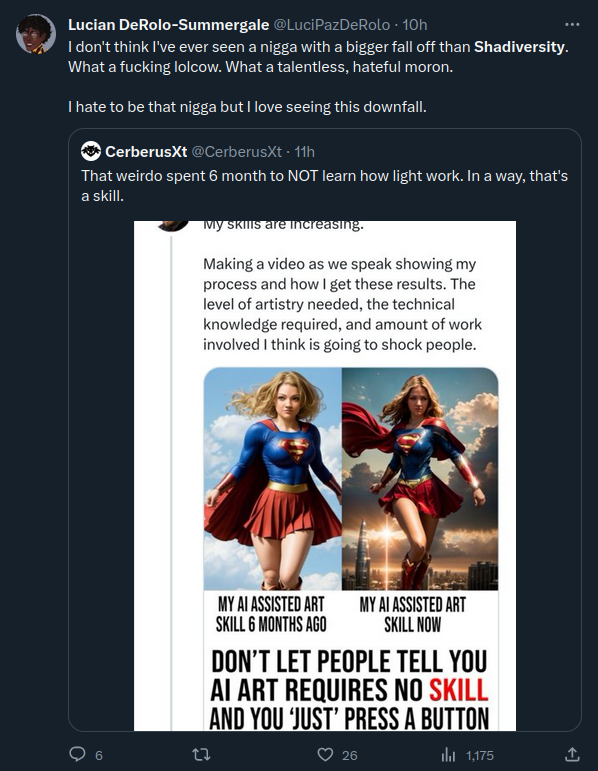 Lucian DeRolo-Summergale @LuciPazDeRolo · 10h
I don't think I've ever seen a nigga with a bigger fall off than Shadiversity.
What a fucking lolcow. What a talentless, hateful moron.
I hate to be that nigga but I love seeing this downfall.
CerberusXt @CerberusXt · 11h
That weirdo spent 6 month to NOT learn how light work. In a way, that's
a skill.
My skills are increasing.
Making a video as we speak showing my
process and how I get these results. The
level of artistry needed, the technical
knowledge required, and amount of work
involved I think is going to shock people.
MY AI ASSISTED ART
SKILL 6 MONTHS AGO
MY AI ASSISTED ART
SKILL NOW
DON'T LET PEOPLE TELL YOU
AI ART REQUIRES NO SKILL
AND YOU 'JUST' PRESS A BUTTON
6
26
1,175